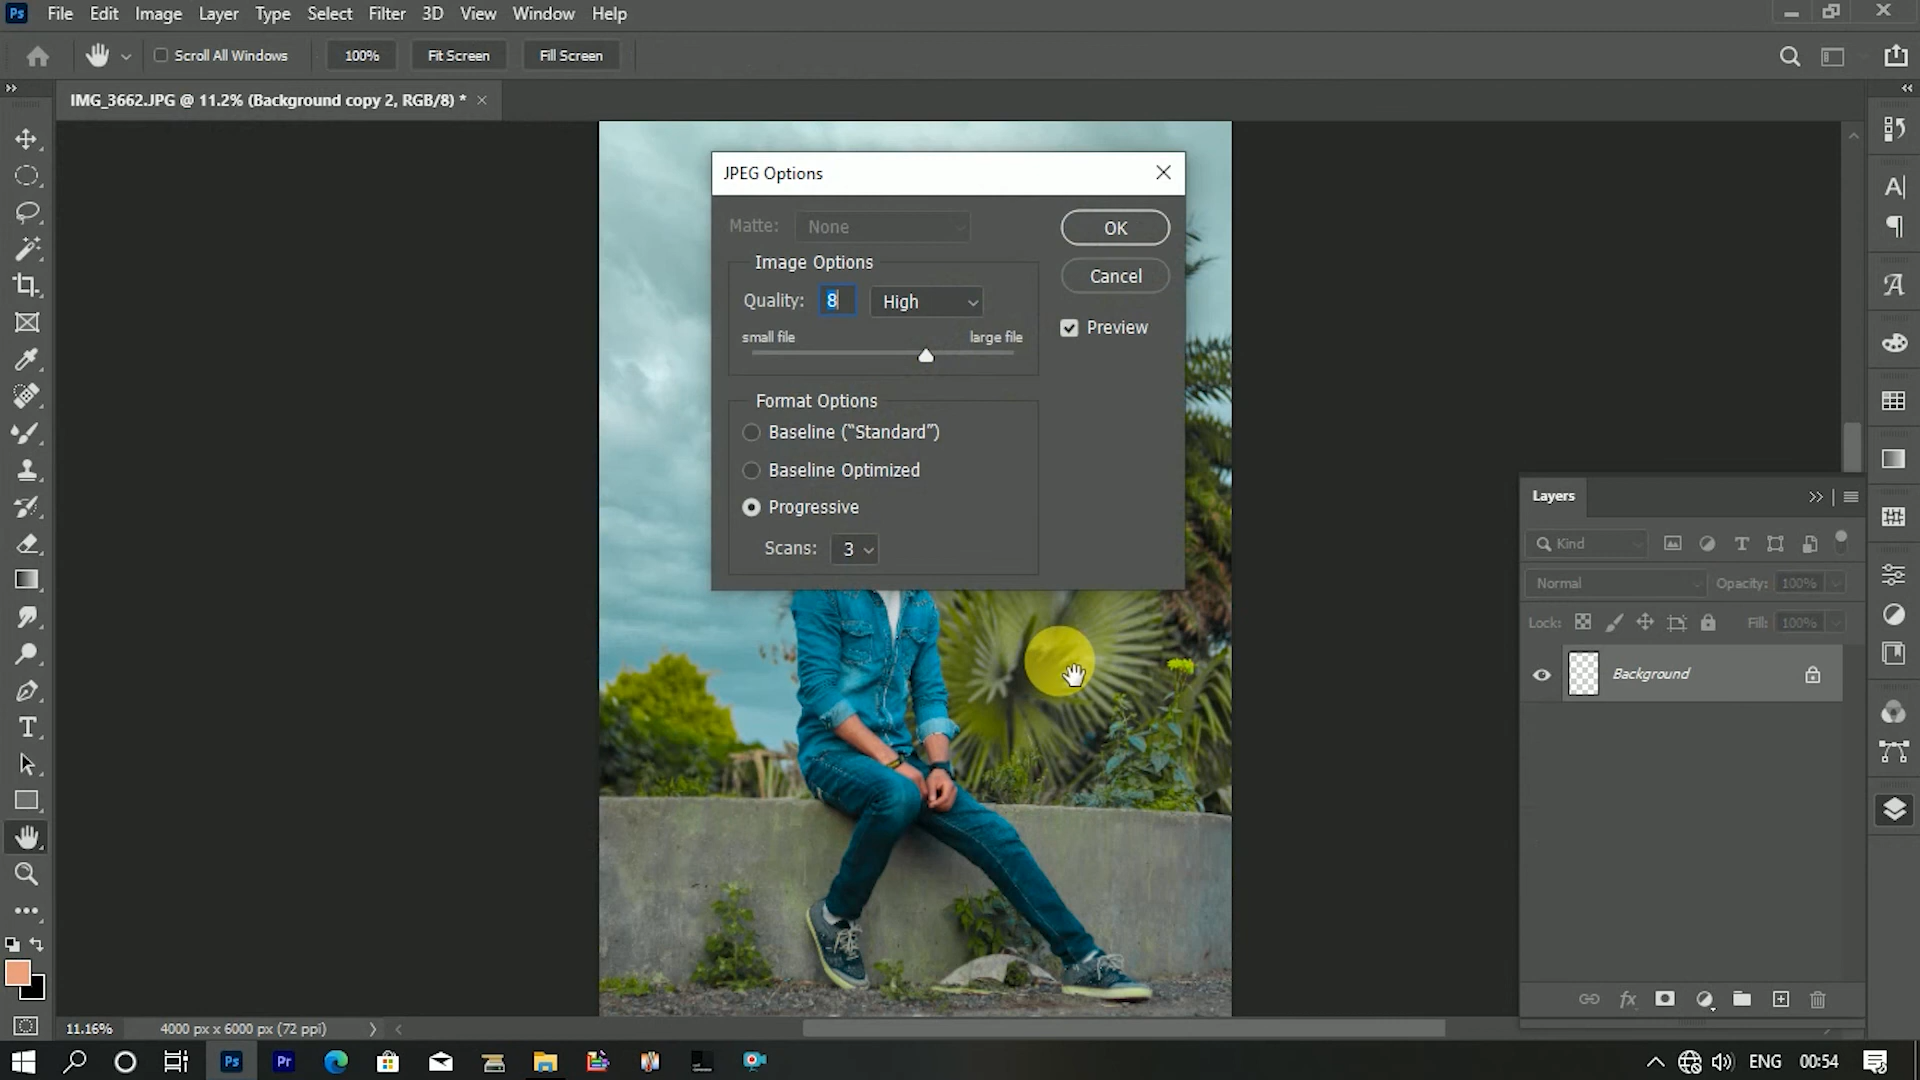 Ps File Edit Image Layer Type Select Filter 3D View Window Help
Scroll All Windows 100% Fit Screen Fill Screen
IMG_3662.JPG @ 11.2% (Background copy 2, RGB/8) *
JPEG Options
Matte: None
OK
Image Options
Cancel
Quality: 8 High
Preview
small file large file
Format Options
Baseline (“Standard”)
Baseline Optimized
Progressive
Scans: 3
Layers
Kind
Normal Opacity: 100%
Lock: Fill: 100%
Background
11.16% 4000 px x 6000 px (72 ppi)
Ps Pr ENG 00:54